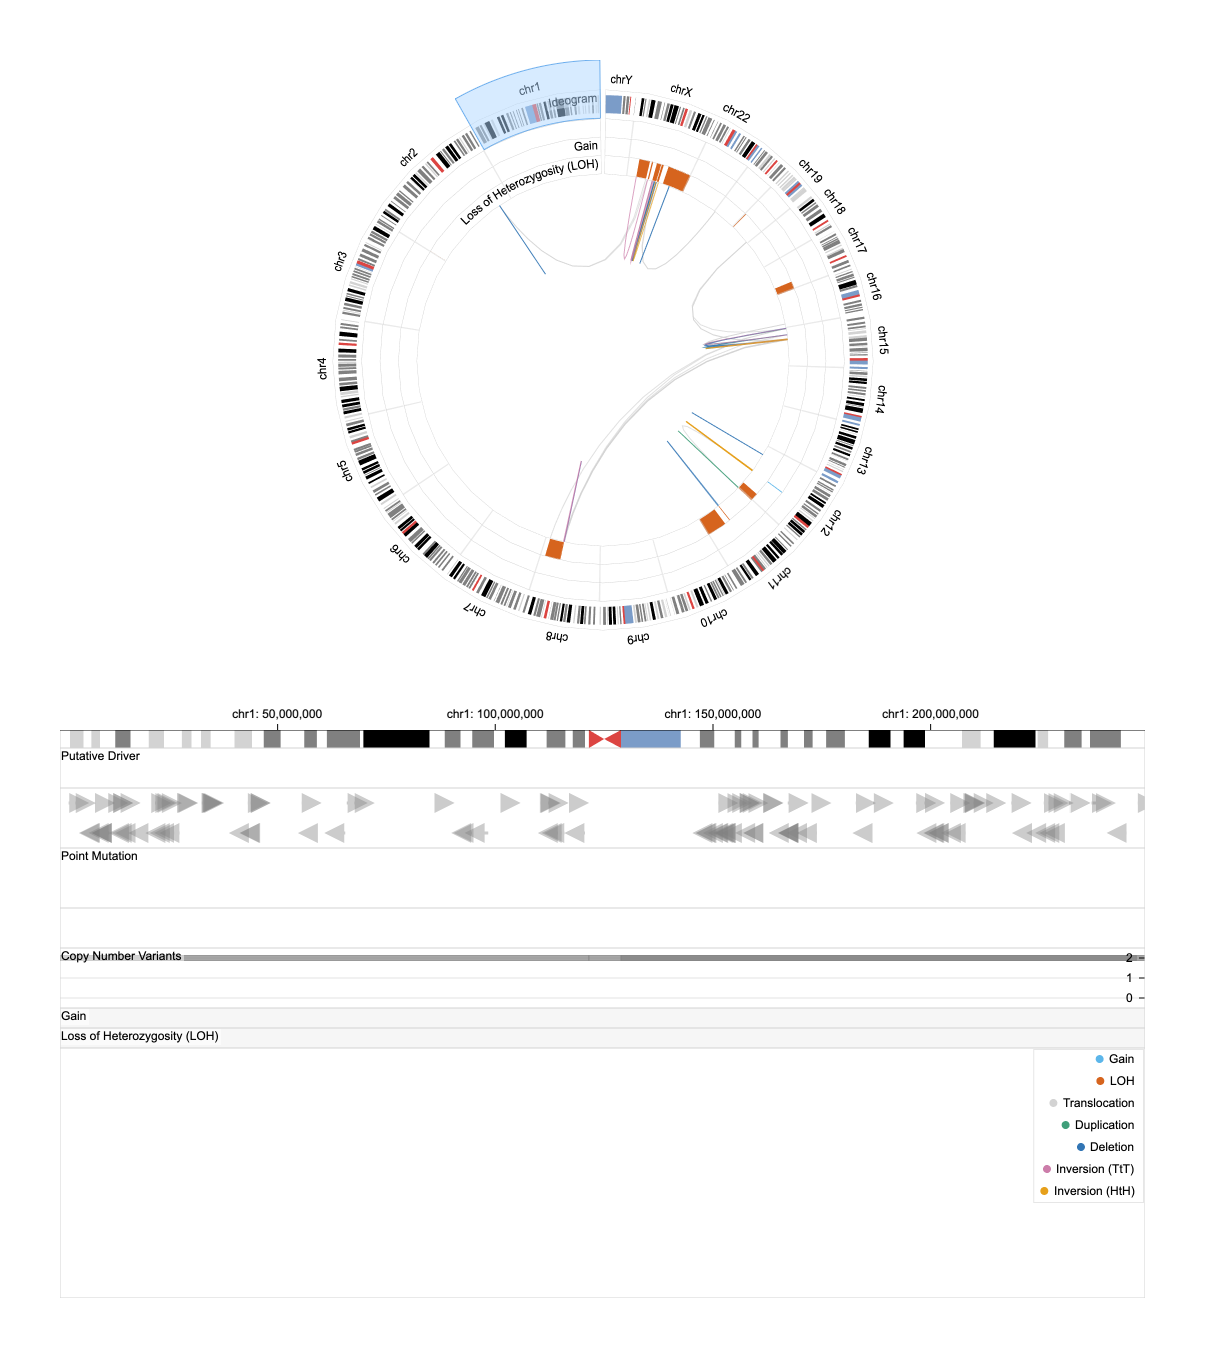 chr1
Ideogram
Gain
Loss of Heterozygosity (LOH)
chrY
chrX
chr22
chr19
chr18
chr17
chr16
chr15
chr14
chr13
chr12
chr11
chr10
chr9
chr8
chr7
chr6
chr5
chr4
chr3
chr2
chr1: 50,000,000 chr1: 100,000,000 chr1: 150,000,000 chr1: 200,000,000
Putative Driver
Point Mutation
Copy Number Variants
2
1
0
Gain
Loss of Heterozygosity (LOH)
Gain
LOH
Translocation
Duplication
Deletion
Inversion (TtT)
Inversion (HtH)